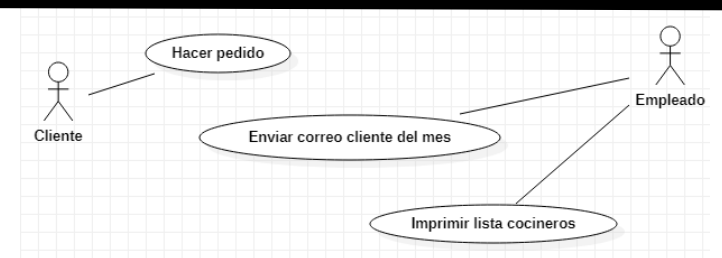 Hacer pedido
Cliente
Empleado
Enviar correo cliente del mes
Imprimir lista cocineros